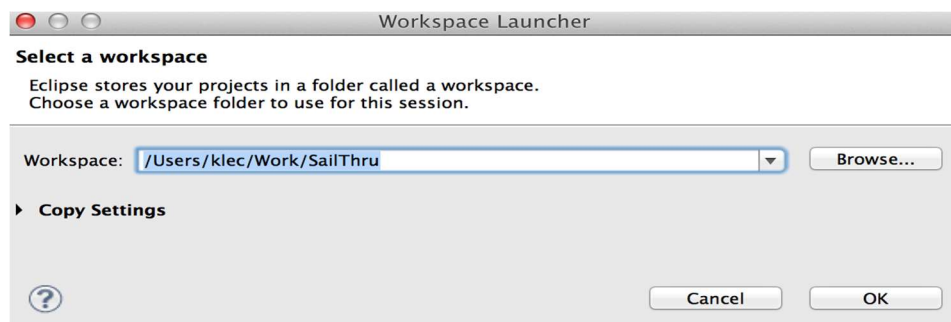 Workspace Launcher
Select a workspace
Eclipse stores your projects in a folder called a workspace.
Choose a workspace folder to use for this session.
Workspace: /Users/klec/Work/SailThru Browse...
Copy Settings
? Cancel OK